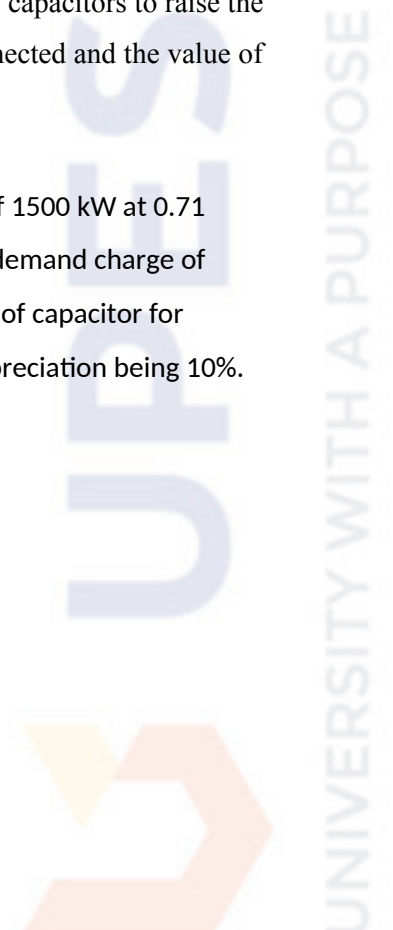 capacitors to raise the
nected and the value of
f 1500 kW at 0.71
demand charge of
of capacitor for
preciation being 10%.
UPES
UNIVERSITY WITH A PURPOSE